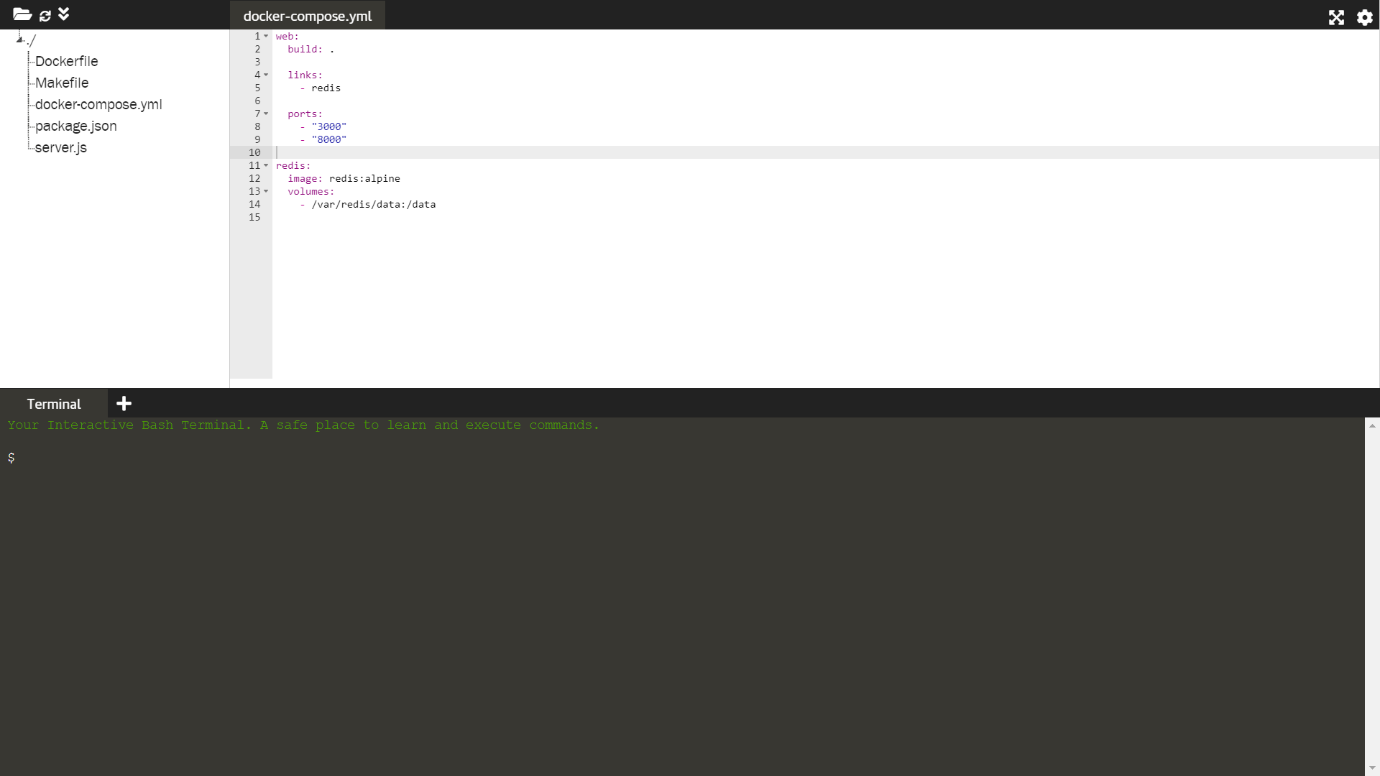 docker-compose.yml
./
Dockerfile
Makefile
docker-compose.yml
package.json
server.js
1 web:
2   build: .
3
4   links:
5     - redis
6
7   ports:
8     - "3000"
9     - "8000"
10
11 redis:
12   image: redis:alpine
13   volumes:
14     - /var/redis/data:/data
15
Terminal
Your Interactive Bash Terminal. A safe place to learn and execute commands.
$